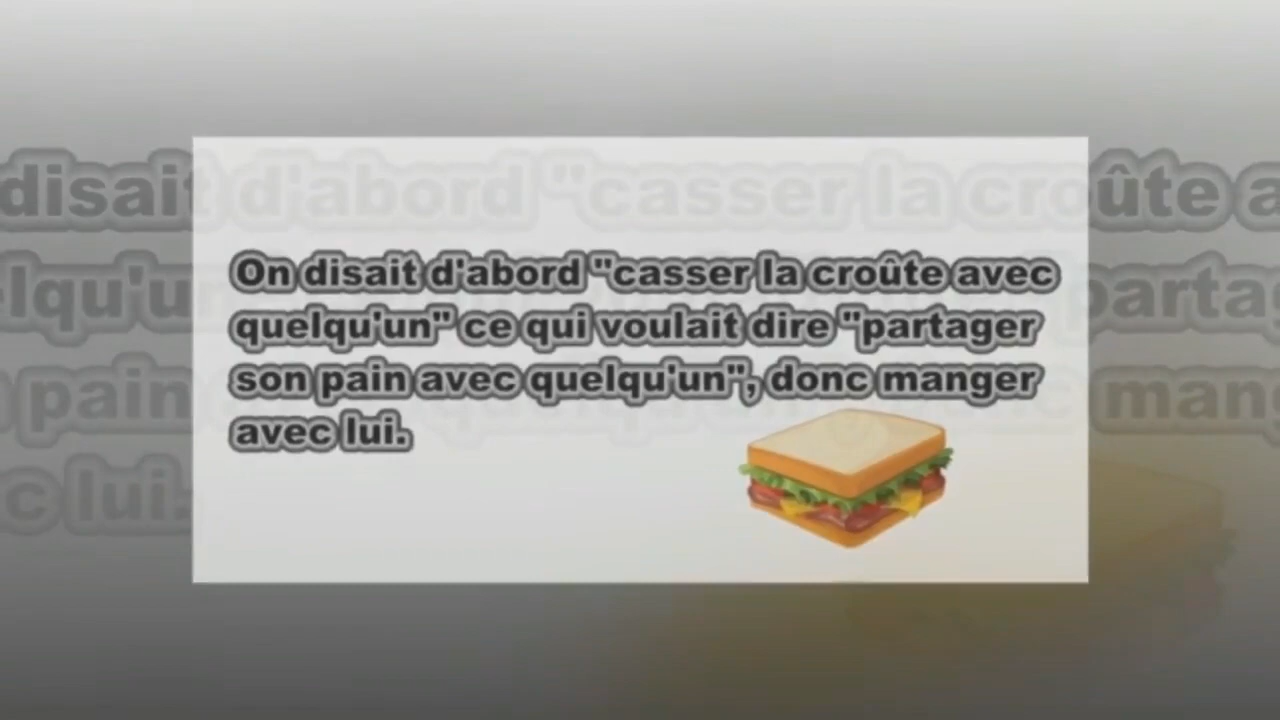 On disait d'abord "casser la croûte avec
quelqu'un" ce qui voulait dire "partager
son pain avec quelqu'un", donc manger
avec lui.